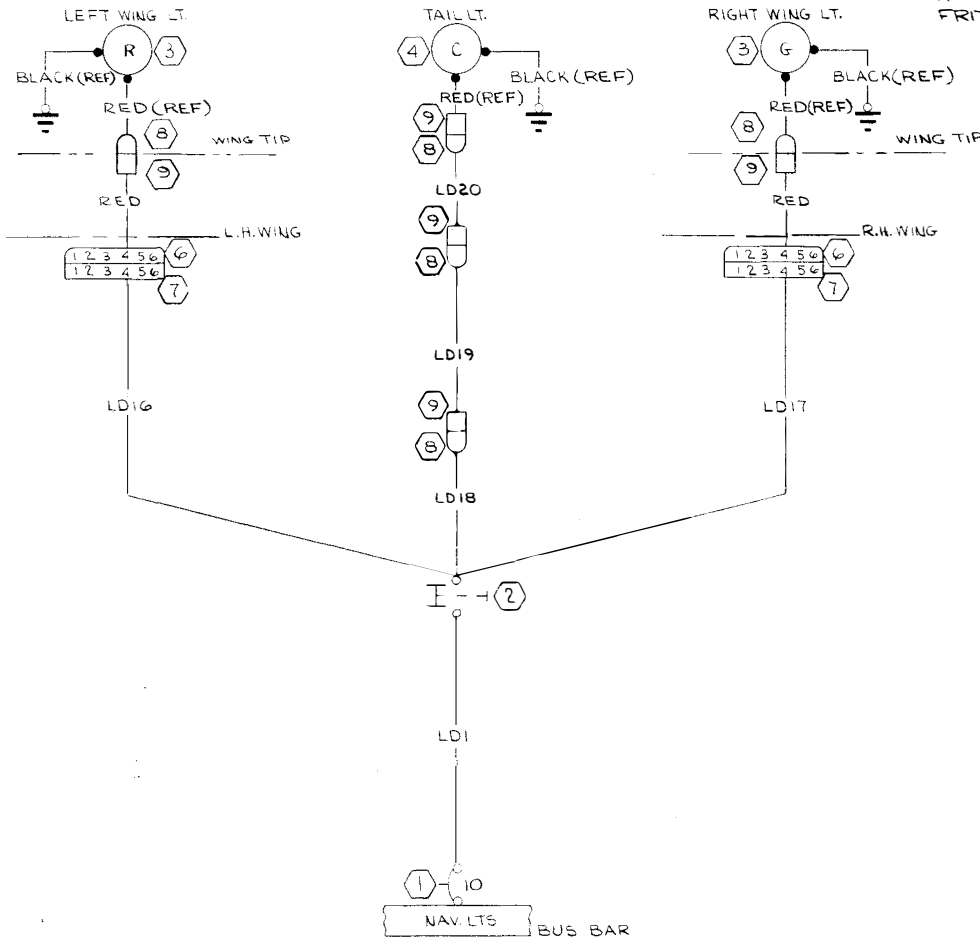 FRIT
LEFT WING LT.
TAIL LT.
RIGHT WING LT.
R
3
4
C
3
G
BLACK (REF)
BLACK (REF)
BLACK (REF)
RED (REF)
RED(REF)
RED(REF)
8
9
8
WING TIP
8
WING TIP
9
9
RED
LD20
RED
L.H. WING
9
R.H. WING
1 2 3 4 5 6
6
8
1 2 3 4 5 6
6
1 2 3 4 5 6
7
1 2 3 4 5 6
7
LD19
LD16
9
LD17
8
LD18
2
LD1
1
10
NAV. LTS
BUS BAR